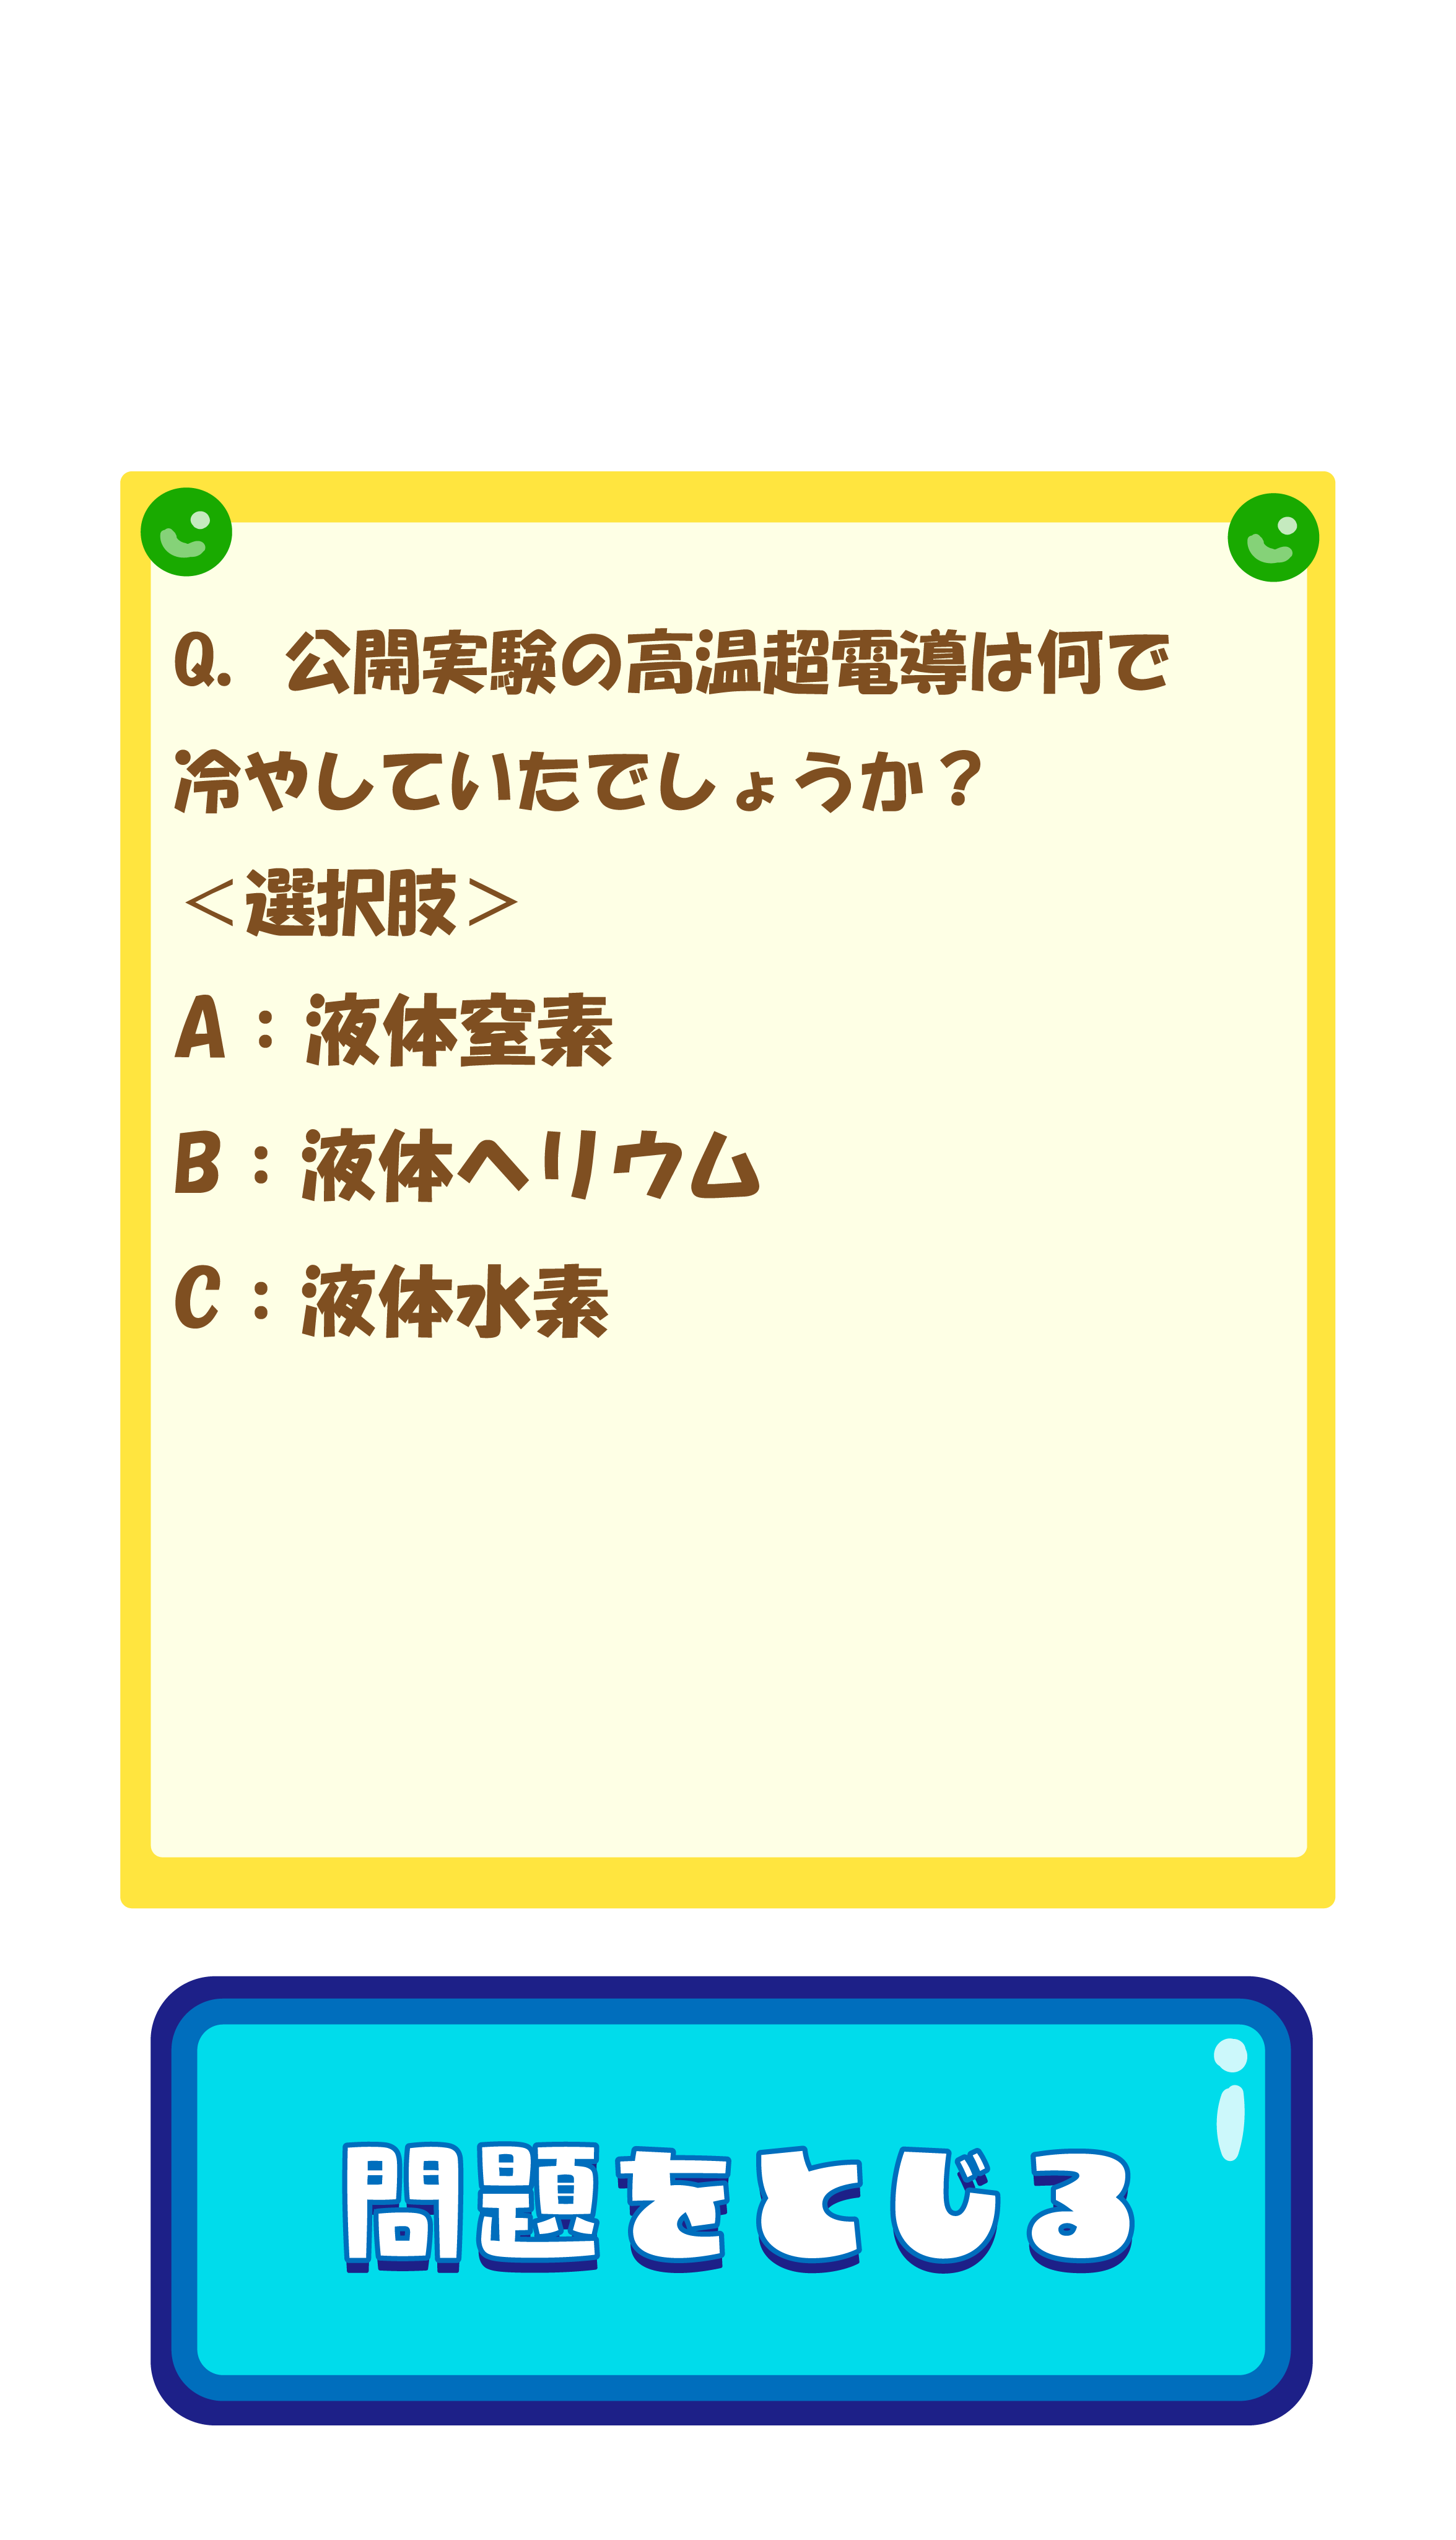 Q. 公開実験の高温超電導は何で
冷やしていたでしょうか？
＜選択肢＞
A：液体窒素
B：液体ヘリウム
C：液体水素
問題をとじる